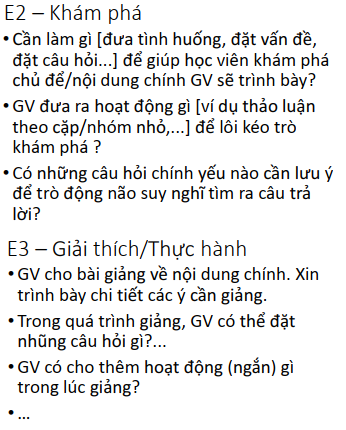 E2 – Khám phá
• Cần làm gì [đưa tình huống, đặt vấn đề,
đặt câu hỏi...] để giúp học viên khám phá
chủ đề/nội dung chính GV sẽ trình bày?
• GV đưa ra hoạt động gì [ví dụ thảo luận
theo cặp/nhóm nhỏ,...] để lôi kéo trò
khám phá ?
• Có những câu hỏi chính yếu nào cần lưu ý
để trò động não suy nghĩ tìm ra câu trả
lời?
E3 – Giải thích/Thực hành
• GV cho bài giảng về nội dung chính. Xin
trình bày chi tiết các ý cần giảng.
• Trong quá trình giảng, GV có thể đặt
những câu hỏi gì?...
• GV có cho thêm hoạt động (ngắn) gì
trong lúc giảng?
• ...